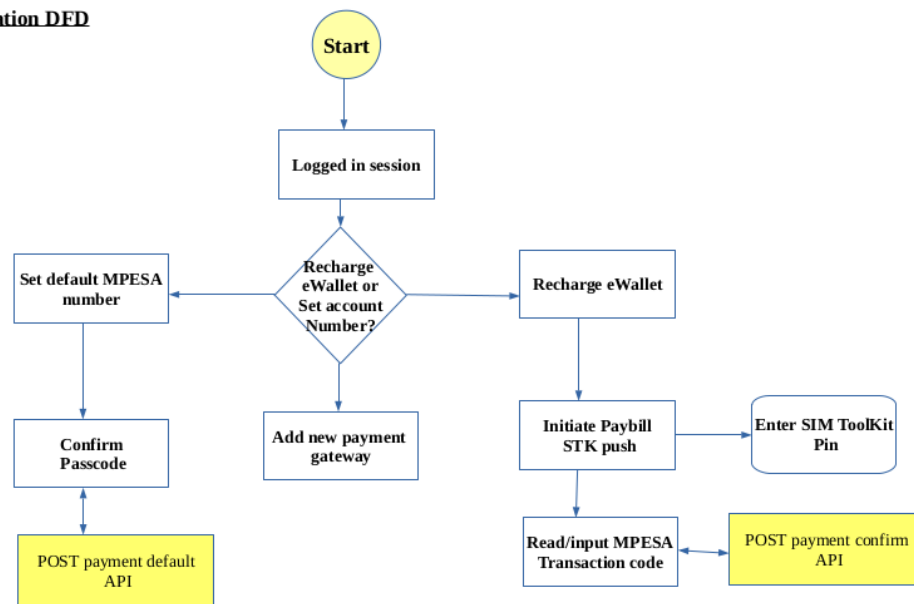 DFD
Start
Logged in session
Recharge
eWallet or
Set account
Number?
Set default MPESA
number
Recharge eWallet
Confirm
Passcode
Add new payment
gateway
Initiate Paybill
STK push
Enter SIM ToolKit
Pin
POST payment default
API
Read/input MPESA
Transaction code
POST payment confirm
API